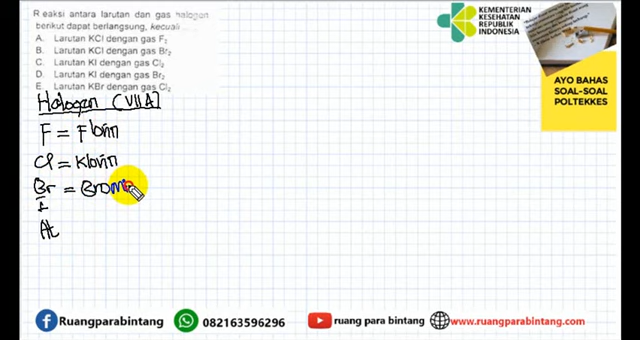 Reaksi antara larutan dan gas halogen
berikut dapat berlangsung, kecuali ...
A. Larutan KCl dengan gas F2
B. Larutan KCl dengan gas Br2
C. Larutan KI dengan gas Cl2
D. Larutan KI dengan gas Br2
E. Larutan KBr dengan gas Cl2
Halogen (VIIA)
F = Florin
Cl = Klorin
Br = Brom
I
At
KEMENTERIAN
KESEHATAN
REPUBLIK
INDONESIA
AYO BAHAS
SOAL-SOAL
POLTEKKES
Ruangparabintang
082163596296
ruang para bintang
www.ruangparabintang.com